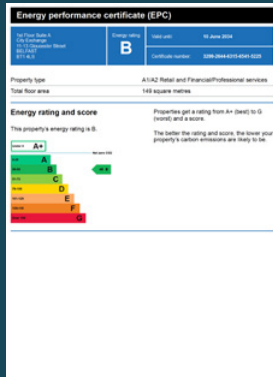 Energy performance certificate (EPC)
1st Floor Suite A
City Exchange
11-13 Gloucester Street
BELFAST
BT1 4LS
Energy rating
B
Valid until: 10 June 2034
Certificate number:
Property type A1/A2 Retail and Financial/Professional services
Total floor area 149 square metres
Energy rating and score
This property's energy rating is B.
Properties get a rating from A+ (best) to G
(worst) and a score.
The better the rating and score, the lower your
property's carbon emissions are likely to be.
A+
A
B
C
D
E
F
G